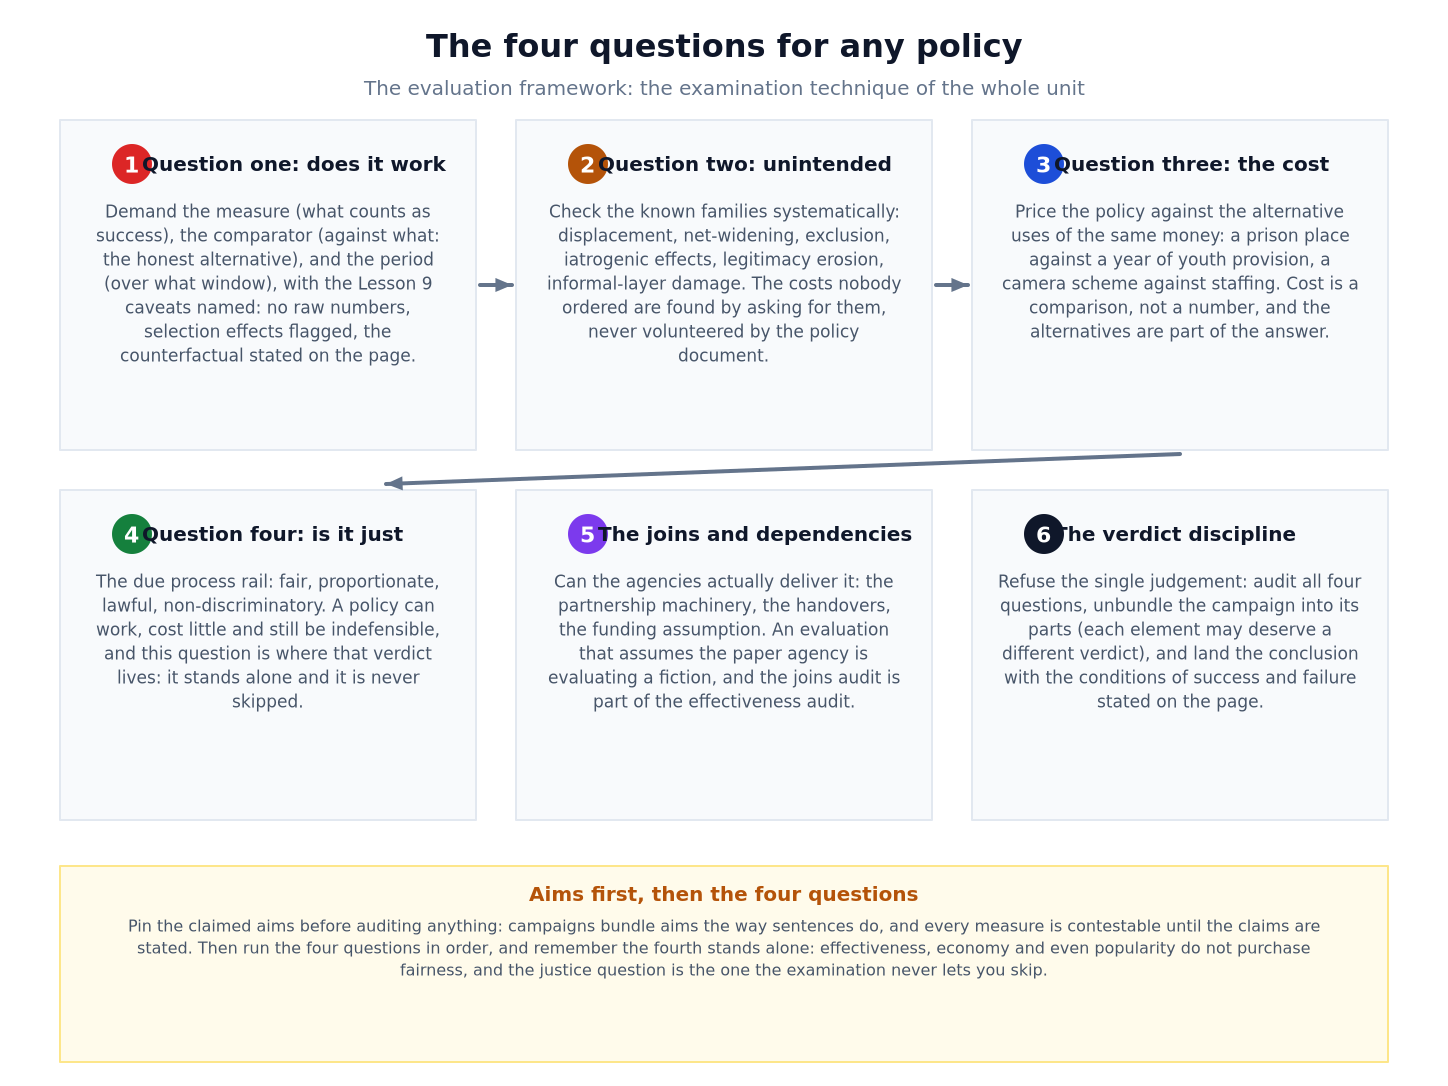 The four questions for any policy
The evaluation framework: the examination technique of the whole unit
1 Question one: does it work
Demand the measure (what counts as
success), the comparator (against what:
the honest alternative), and the period
(over what window), with the Lesson 9
caveats named: no raw numbers,
selection effects flagged, the
counterfactual stated on the page.
2 Question two: unintended
Check the known families systematically:
displacement, net-widening, exclusion,
iatrogenic effects, legitimacy erosion,
informal-layer damage. The costs nobody
ordered are found by asking for them,
never volunteered by the policy
document.
3 Question three: the cost
Price the policy against the alternative
uses of the same money: a prison place
against a year of youth provision, a
camera scheme against staffing. Cost is a
comparison, not a number, and the
alternatives are part of the answer.
4 Question four: is it just
The due process rail: fair, proportionate,
lawful, non-discriminatory. A policy can
work, cost little and still be indefensible,
and this question is where that verdict
lives: it stands alone and it is never
skipped.
5 The joins and dependencies
Can the agencies actually deliver it: the
partnership machinery, the handovers,
the funding assumption. An evaluation
that assumes the paper agency is
evaluating a fiction, and the joins audit is
part of the effectiveness audit.
6 The verdict discipline
Refuse the single judgement: audit all four
questions, unbundle the campaign into its
parts (each element may deserve a
different verdict), and land the conclusion
with the conditions of success and failure
stated on the page.
Aims first, then the four questions
Pin the claimed aims before auditing anything: campaigns bundle aims the way sentences do, and every measure is contestable until the claims are
stated. Then run the four questions in order, and remember the fourth stands alone: effectiveness, economy and even popularity do not purchase
fairness, and the justice question is the one the examination never lets you skip.